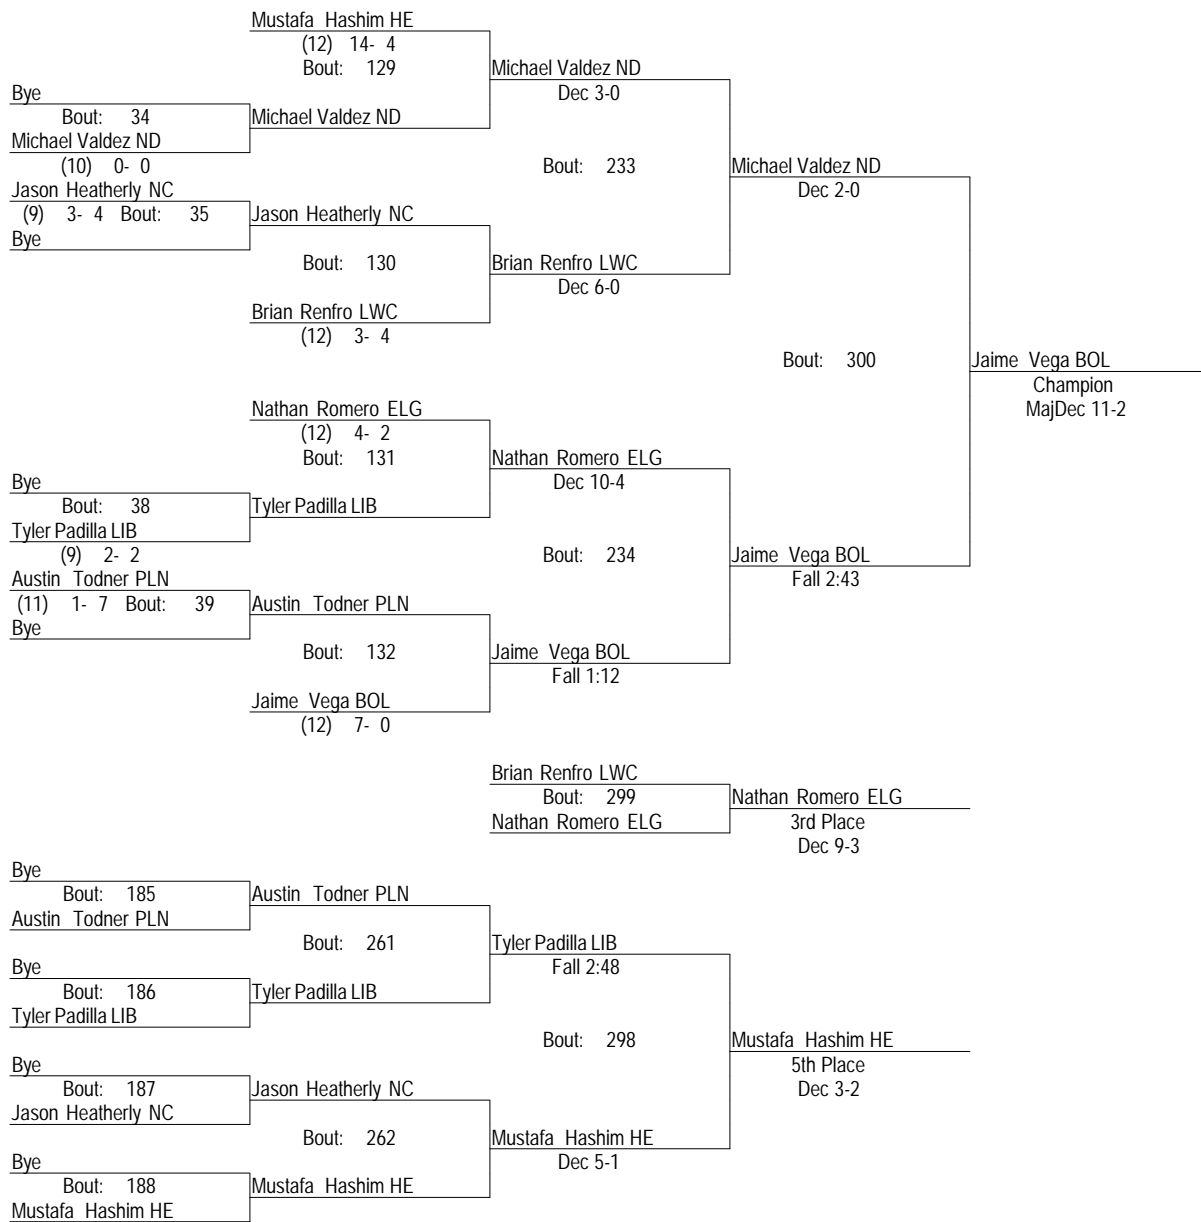 Mustafa Hashim HE
(12) 14- 4
Bout: 129
Michael Valdez ND
Dec 3-0
Bye
Bout: 34
Michael Valdez ND
Michael Valdez ND
(10) 0- 0
Bout: 233
Michael Valdez ND
Dec 2-0
Jason Heatherly NC
(9) 3- 4 Bout: 35
Jason Heatherly NC
Bye
Bout: 130
Brian Renfro LWC
Dec 6-0
Brian Renfro LWC
(12) 3- 4
Bout: 300
Jaime Vega BOL
Champion
MajDec 11-2
Nathan Romero ELG
(12) 4- 2
Bout: 131
Nathan Romero ELG
Dec 10-4
Bye
Bout: 38
Tyler Padilla LIB
Tyler Padilla LIB
(9) 2- 2
Bout: 234
Jaime Vega BOL
Fall 2:43
Austin Todner PLN
(11) 1- 7 Bout: 39
Austin Todner PLN
Bye
Bout: 132
Jaime Vega BOL
Fall 1:12
Jaime Vega BOL
(12) 7- 0
Brian Renfro LWC
Bout: 299
Nathan Romero ELG
Nathan Romero ELG
3rd Place
Dec 9-3
Bye
Bout: 185
Austin Todner PLN
Austin Todner PLN
Bout: 261
Tyler Padilla LIB
Fall 2:48
Bye
Bout: 186
Tyler Padilla LIB
Tyler Padilla LIB
Bout: 298
Mustafa Hashim HE
5th Place
Dec 3-2
Bye
Bout: 187
Jason Heatherly NC
Jason Heatherly NC
Bout: 262
Mustafa Hashim HE
Dec 5-1
Bye
Bout: 188
Mustafa Hashim HE
Mustafa Hashim HE